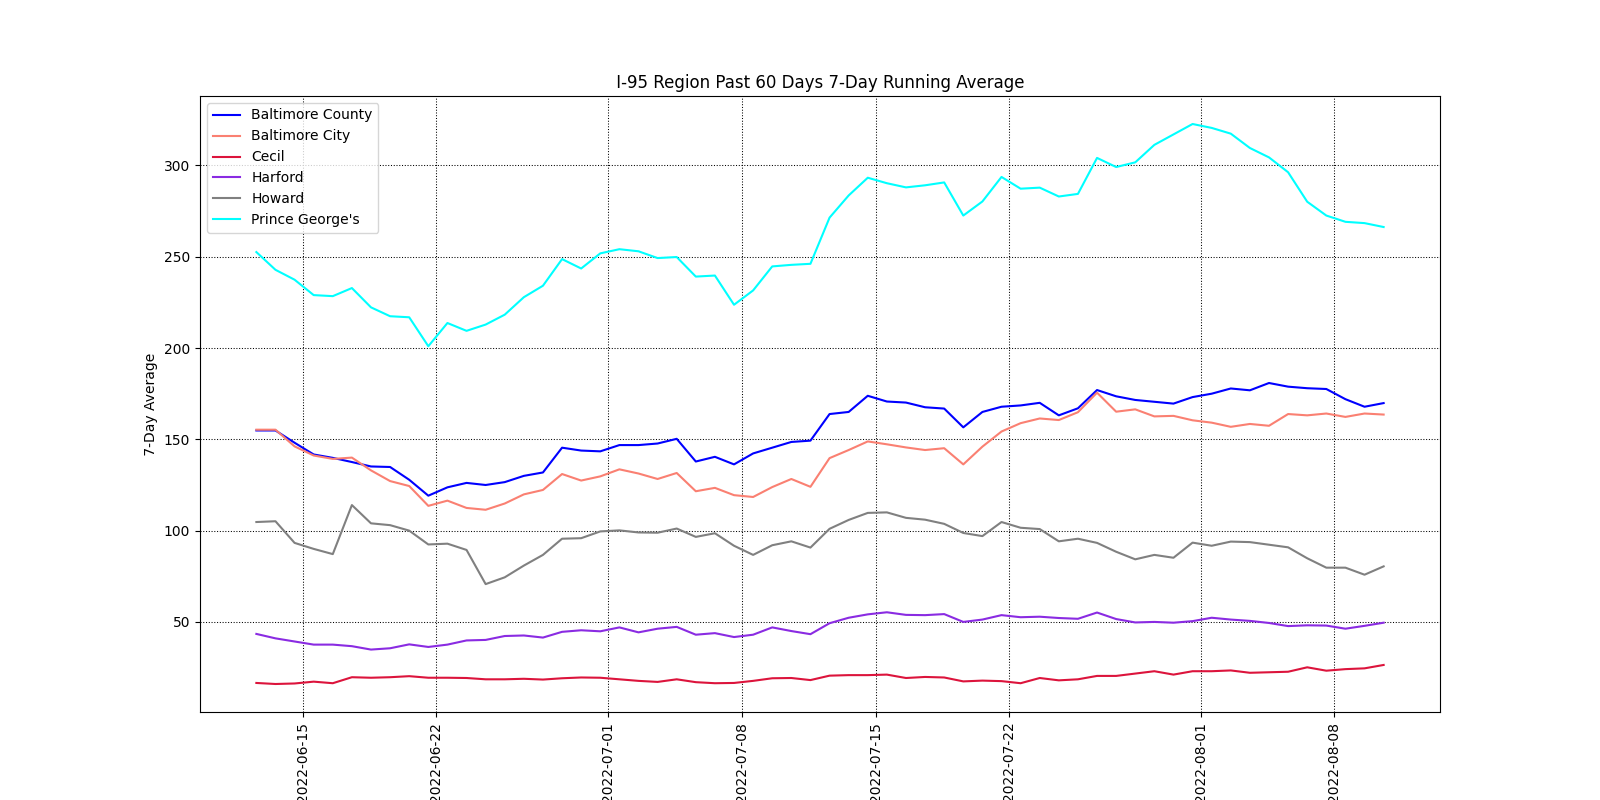 I-95 Region Past 60 Days 7-Day Running Average
Baltimore County
Baltimore City
Cecil
Harford
Howard
Prince George's
7-Day Average
300
250
200
150
100
50
2022-06-15
2022-06-22
2022-07-01
2022-07-08
2022-07-15
2022-07-22
2022-08-01
2022-08-08